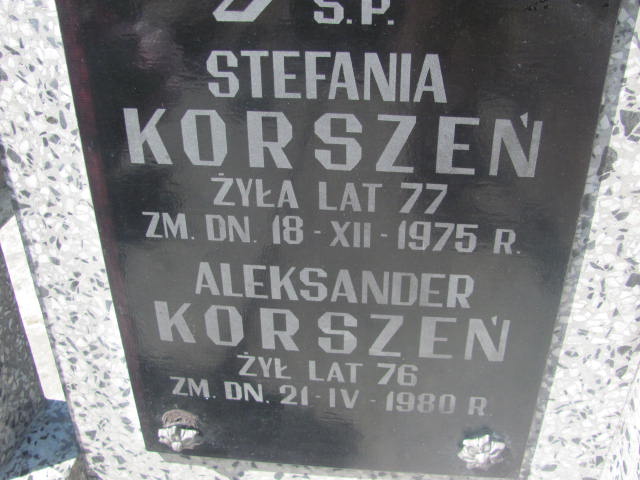 Ś.P.
STEFANIA
KORSZEŃ
ŻYŁA LAT 77
ZM. DN. 18-XII-1975 R.
ALEKSANDER
KORSZEŃ
ŻYŁ LAT 76
ZM. DN. 21-IV-1980 R.